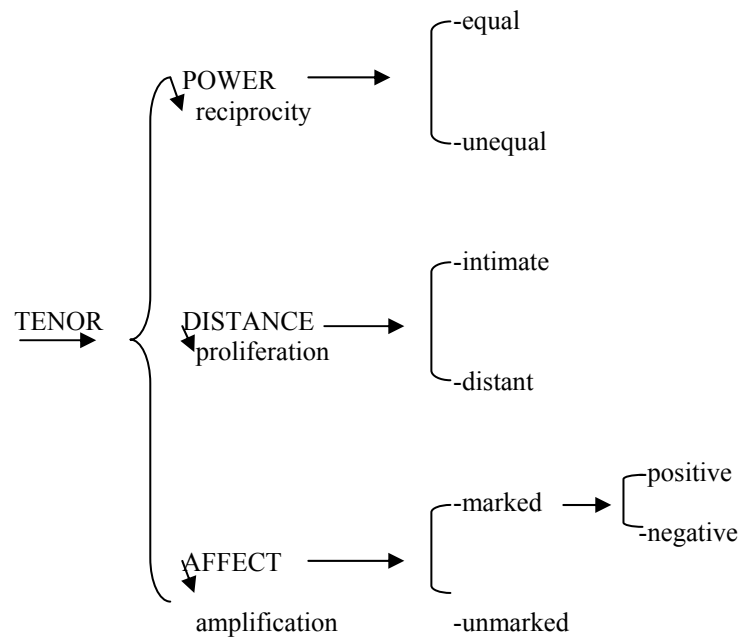 -equal
POWER
reciprocity
-unequal
-intimate
TENOR
DISTANCE
proliferation
-distant
-positive
-marked
-negative
AFFECT
amplification
-unmarked